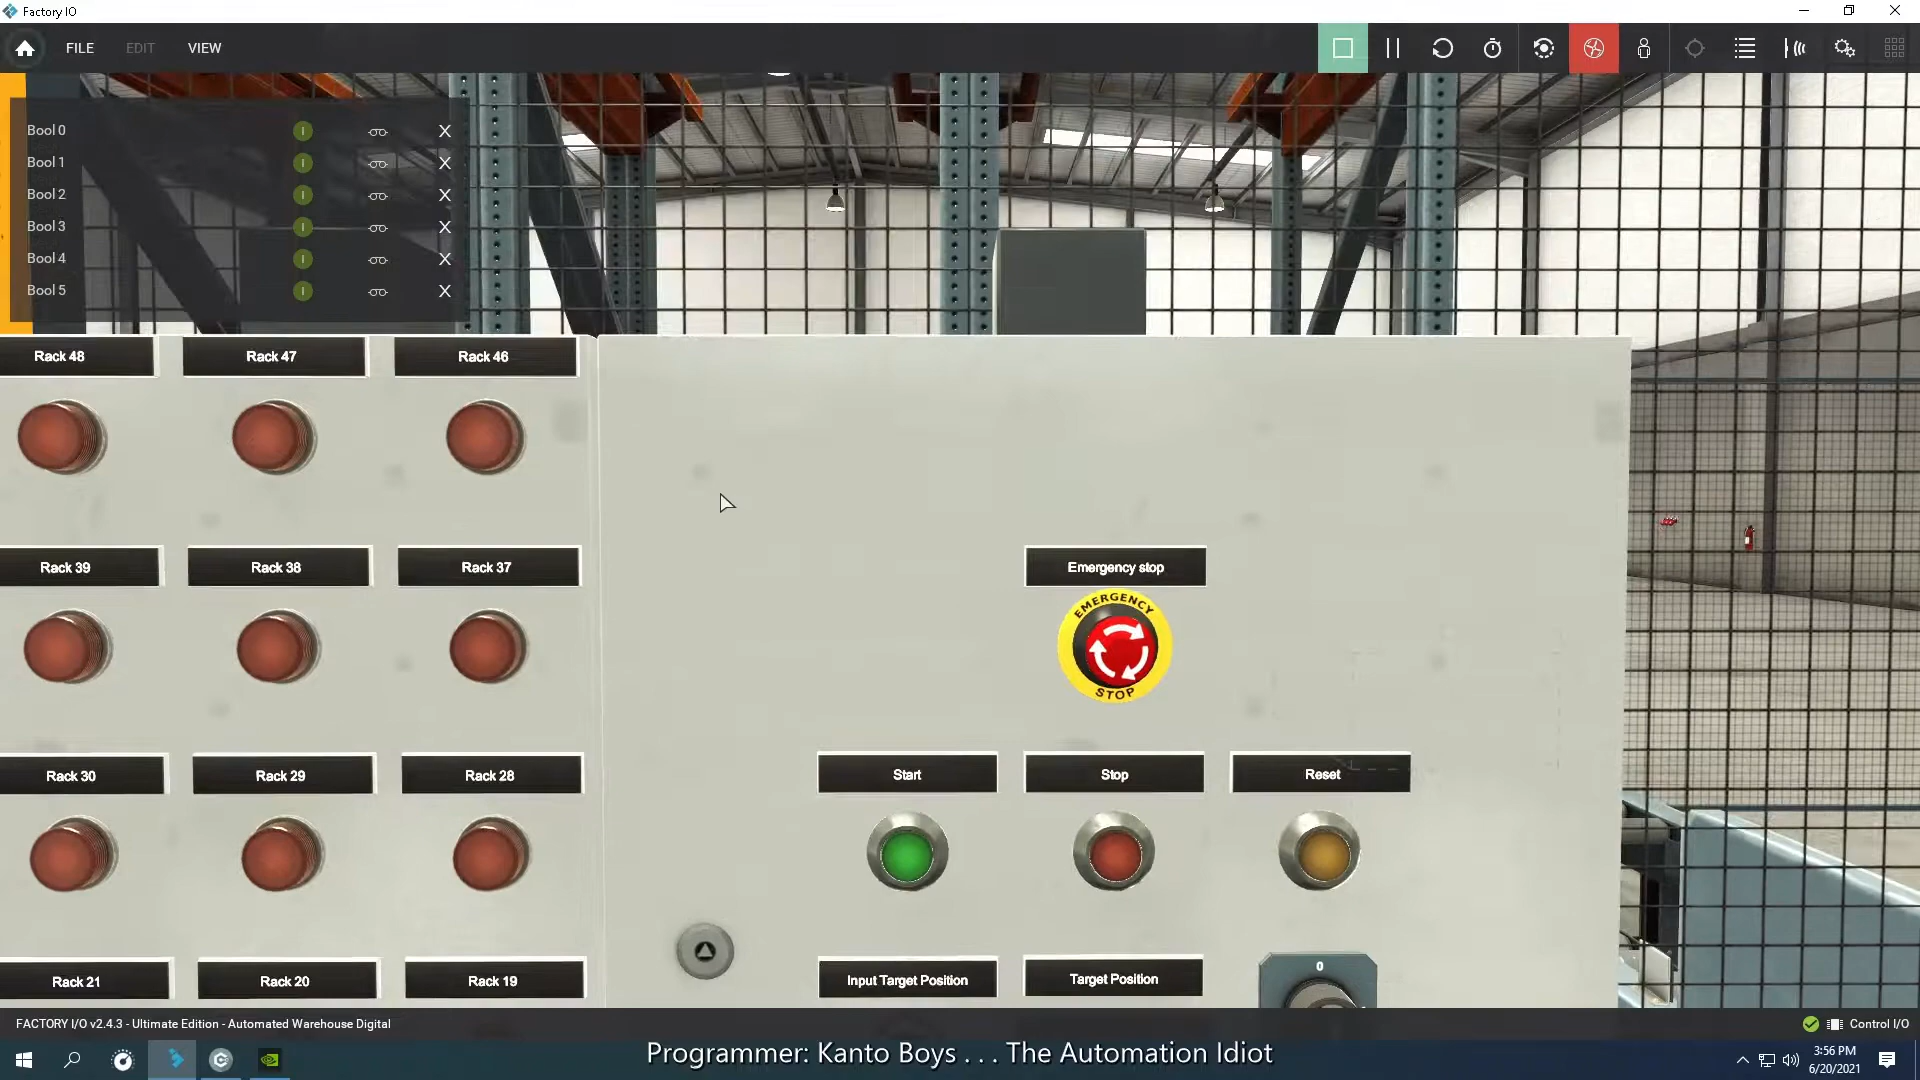 Factory IO
FILE EDIT VIEW
Bool 0 I X
Bool 1 I X
Bool 2 I X
Bool 3 I X
Bool 4 I X
Bool 5 I X
Rack 48 Rack 47 Rack 46
Rack 39 Rack 38 Rack 37
Emergency stop
EMERGENCY
STOP
Rack 30 Rack 29 Rack 28
Start Stop Reset
Rack 21 Rack 20 Rack 19
Input Target Position Target Position 0
FACTORY I/O v2.4.3 - Ultimate Edition - Automated Warehouse Digital
Control I/O
Programmer: Kanto Boys . . . The Automation Idiot
3:56 PM
6/20/2021